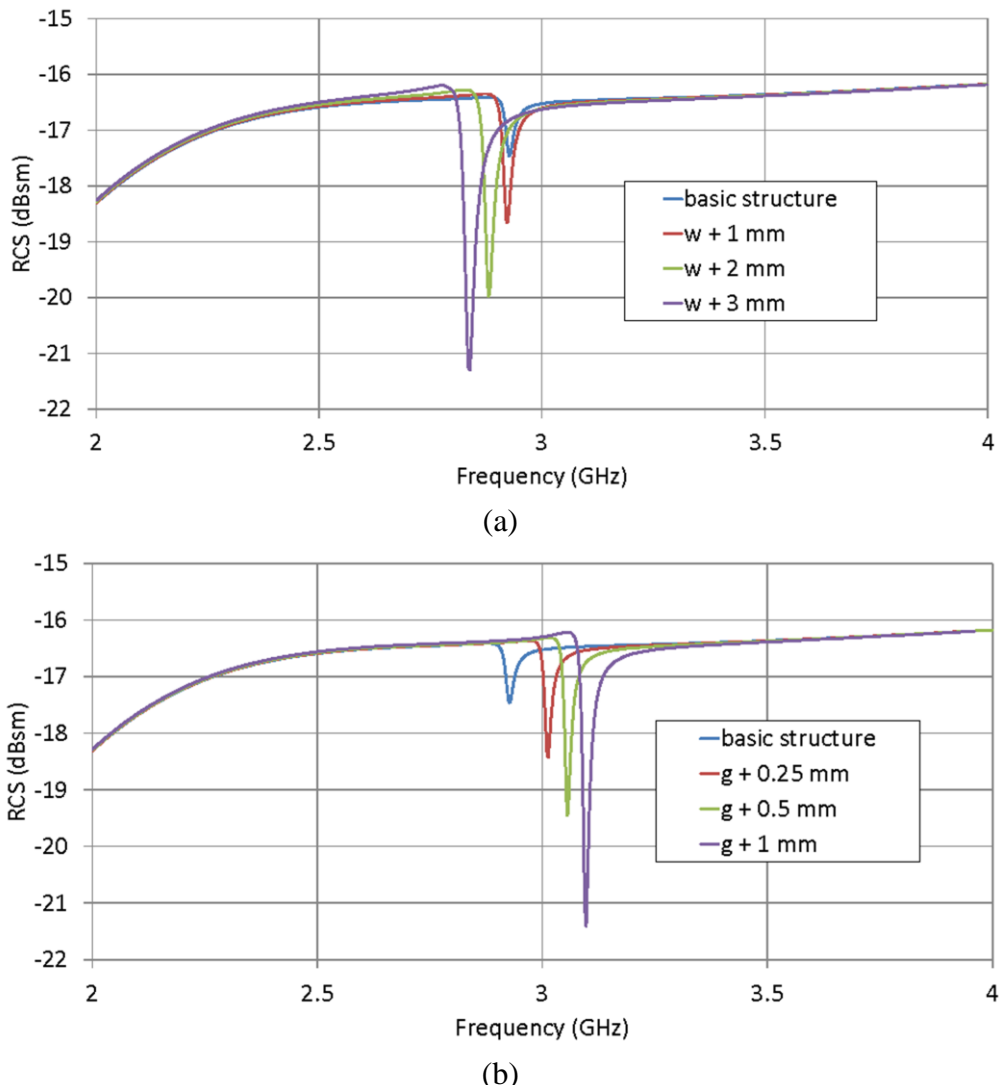 -15
-16
-17
-18
-19
-20
-21
-22
RCS (dBsm)
basic structure
w + 1 mm
w + 2 mm
w + 3 mm
2 2.5 3 3.5 4
Frequency (GHz)
(a)
-15
-16
-17
-18
-19
-20
-21
-22
RCS (dBsm)
basic structure
g + 0.25 mm
g + 0.5 mm
g + 1 mm
2 2.5 3 3.5 4
Frequency (GHz)
(b)